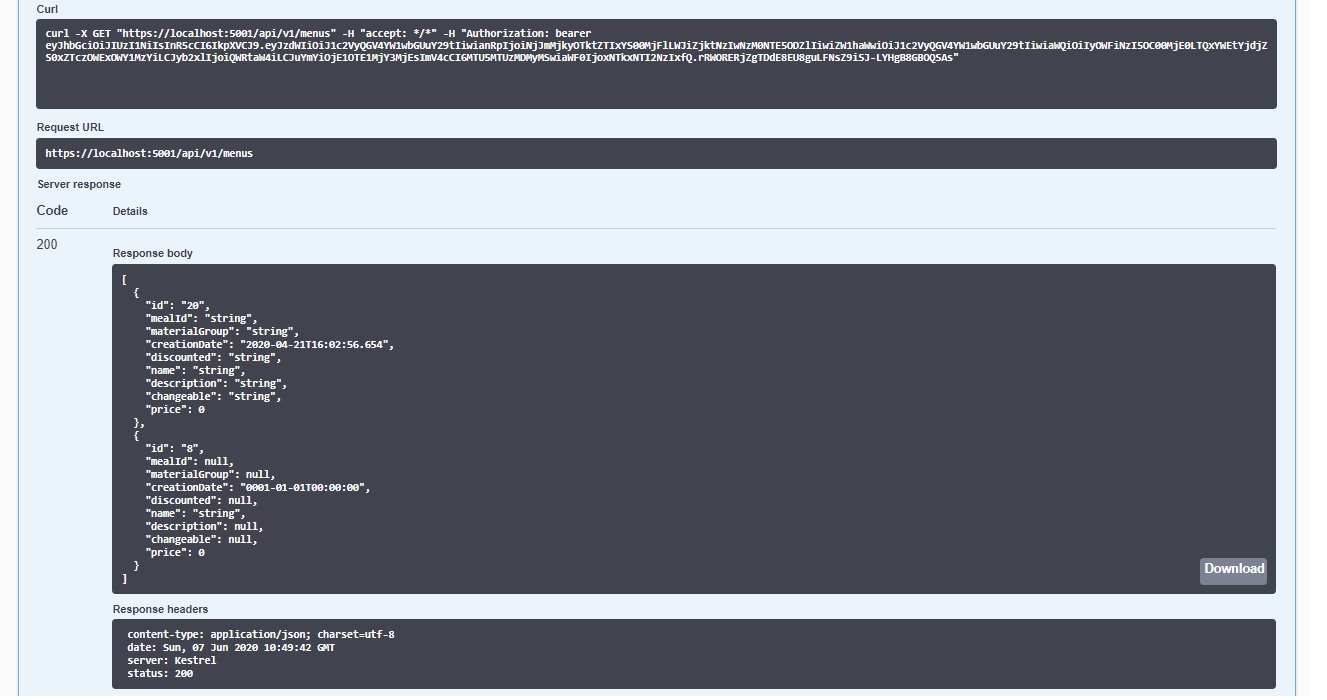 Curl
curl -X GET "https://localhost:5001/api/v1/menus" -H "accept: */*" -H "Authorization: bearer
Request URL
https://localhost:5001/api/v1/menus
Server response
Code
Details
200
Response body
[
{
"id": "20",
"mealId": "string",
"materialGroup": "string",
"creationDate": "2020-04-21T16:02:56.654",
"discounted": "string",
"name": "string",
"description": "string",
"changeable": "string",
"price": 0
},
{
"id": "8",
"mealId": null,
"materialGroup": null,
"creationDate": "0001-01-01T00:00:00",
"discounted": null,
"name": "string",
"description": null,
"changeable": null,
"price": 0
}
]
Download
Response headers
content-type: application/json; charset=utf-8
date: Sun, 07 Jun 2020 10:49:42 GMT
server: Kestrel
status: 200